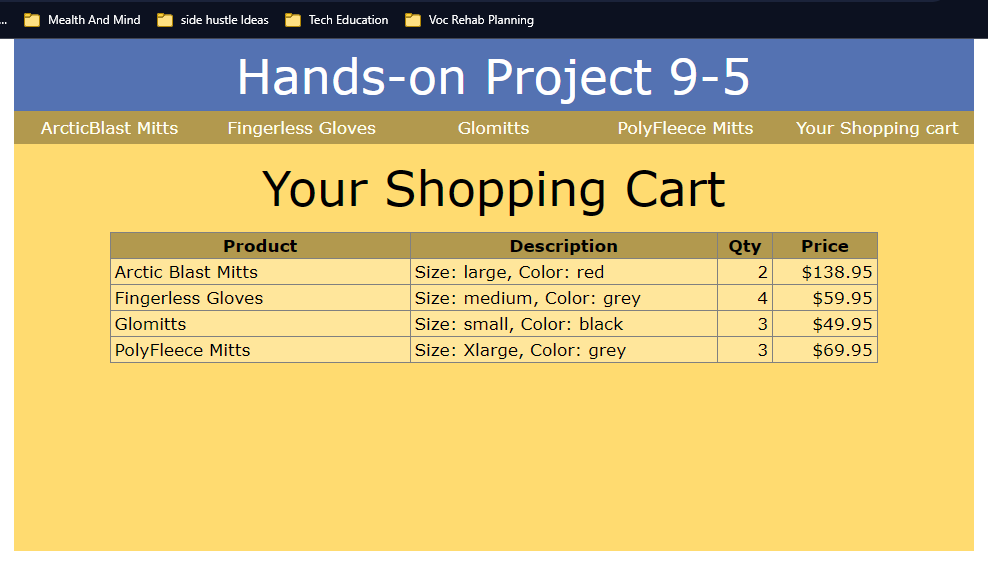 ... Mealth And Mind side hustle Ideas Tech Education Voc Rehab Planning
Hands-on Project 9-5
ArcticBlast Mitts Fingerless Gloves Glomitts PolyFleece Mitts Your Shopping cart
Your Shopping Cart
Product Description Qty Price
Arctic Blast Mitts Size: large, Color: red 2 $138.95
Fingerless Gloves Size: medium, Color: grey 4 $59.95
Glomitts Size: small, Color: black 3 $49.95
PolyFleece Mitts Size: Xlarge, Color: grey 3 $69.95